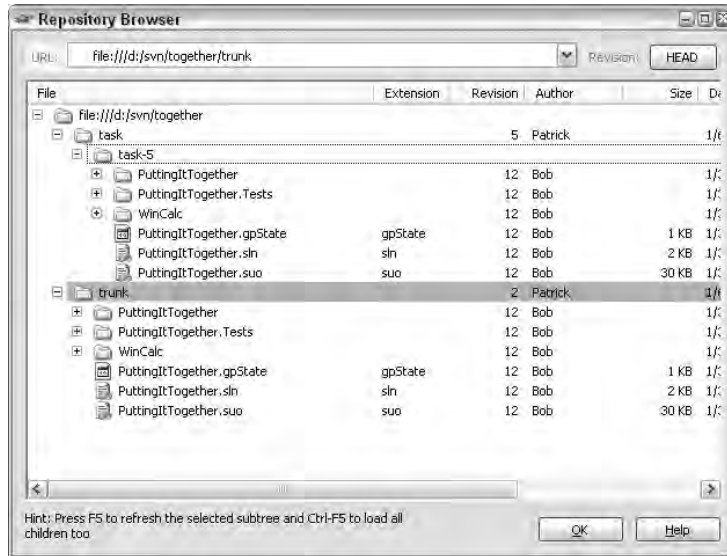 Repository Browser
URL: file:///d:/svn/together/trunk Revision: HEAD
File Extension Revision Author Size
file:///d:/svn/together
task 5 Patrick
task-5
PuttingItTogether 12 Bob
PuttingItTogether.Tests 12 Bob
WinCalc 12 Bob
PuttingItTogether.gpState gpState 12 Bob 1 KB
PuttingItTogether.sln sln 12 Bob 2 KB
PuttingItTogether.suo suo 12 Bob 30 KB
trunk 2 Patrick
PuttingItTogether 12 Bob
PuttingItTogether.Tests 12 Bob
WinCalc 12 Bob
PuttingItTogether.gpState gpState 12 Bob 1 KB
PuttingItTogether.sln sln 12 Bob 2 KB
PuttingItTogether.suo suo 12 Bob 30 KB
Hint: Press F5 to refresh the selected subtree and Ctrl-F5 to load all
children too
OK Help